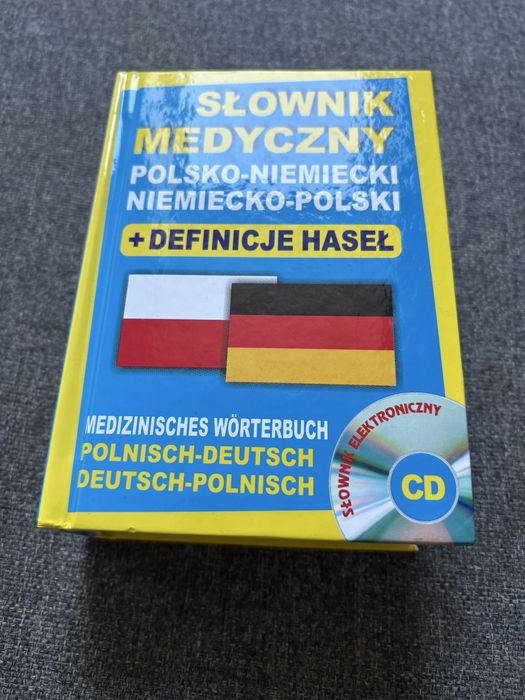 SŁOWNIK
MEDYCZNY
POLSKO-NIEMIECKI
NIEMIECKO-POLSKI
+ DEFINICJE HASEŁ
MEDIZINISCHES WÖRTERBUCH
POLNISCH-DEUTSCH
DEUTSCH-POLNISCH
SŁOWNIK ELEKTRONICZNY
CD